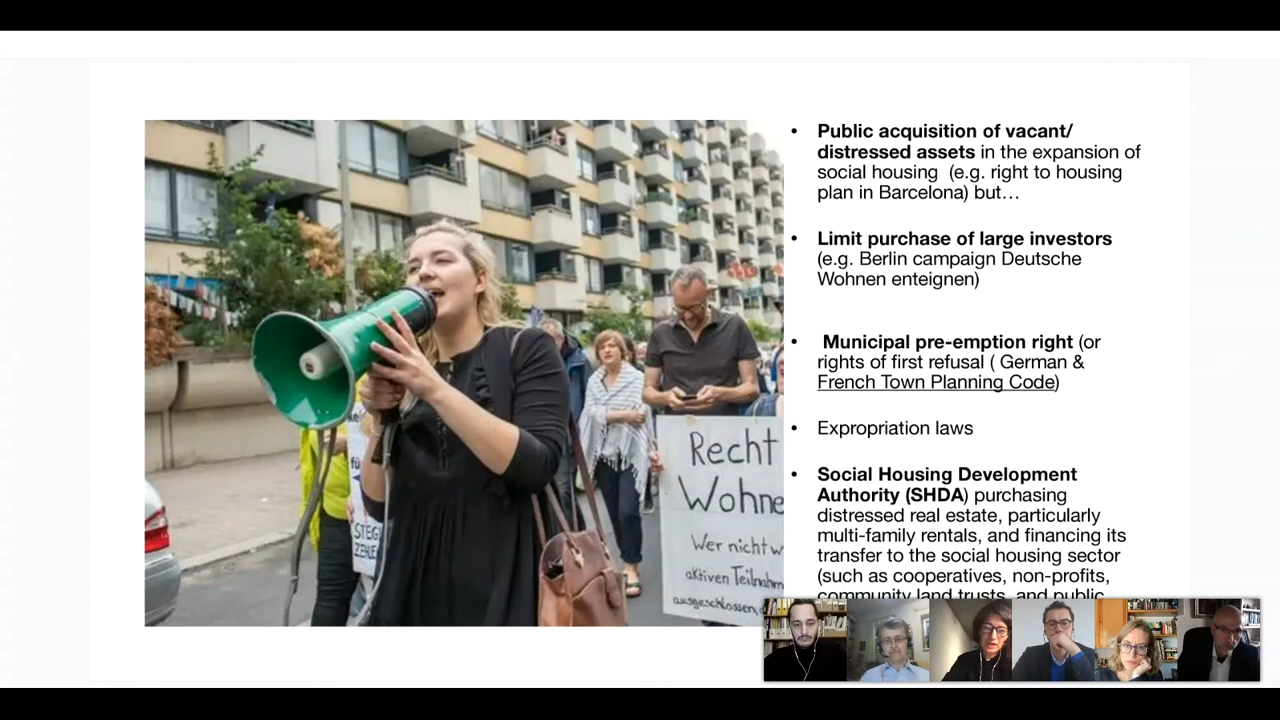 Public acquisition of vacant/
distressed assets in the expansion of
social housing (e.g. right to housing
plan in Barcelona) but…
Limit purchase of large investors
(e.g. Berlin campaign Deutsche
Wohnen enteignen)
Municipal pre-emption right (or
rights of first refusal ( German &
French Town Planning Code)
Expropriation laws
Social Housing Development
Authority (SHDA) purchasing
distressed real estate, particularly
multi-family rentals, and financing its
transfer to the social housing sector
(such as cooperatives, non-profits,
community land trusts, and public
Recht
Wohne
Wer nicht w
aktiven Teilnahm
ausgeschlossen,
STEG
ZEHLE